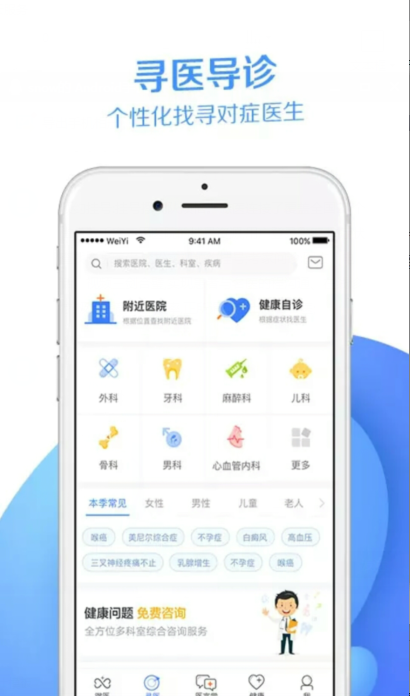 寻医导诊
个性化找寻对症医生
WeiYi 9:41 AM 100%
搜索医院、医生、科室、疾病
附近医院 健康自诊
根据位置查找附近医院 根据症状找医生
外科 牙科 麻醉科 儿科
骨科 男科 心血管内科 更多
本季常见 女性 男性 儿童 老人
喉癌 美尼尔综合症 不孕症 白癜风 高血压
三叉神经疼痛不止 乳腺增生 不孕症 喉癌
健康问题 免费咨询
全方位多科室综合咨询服务